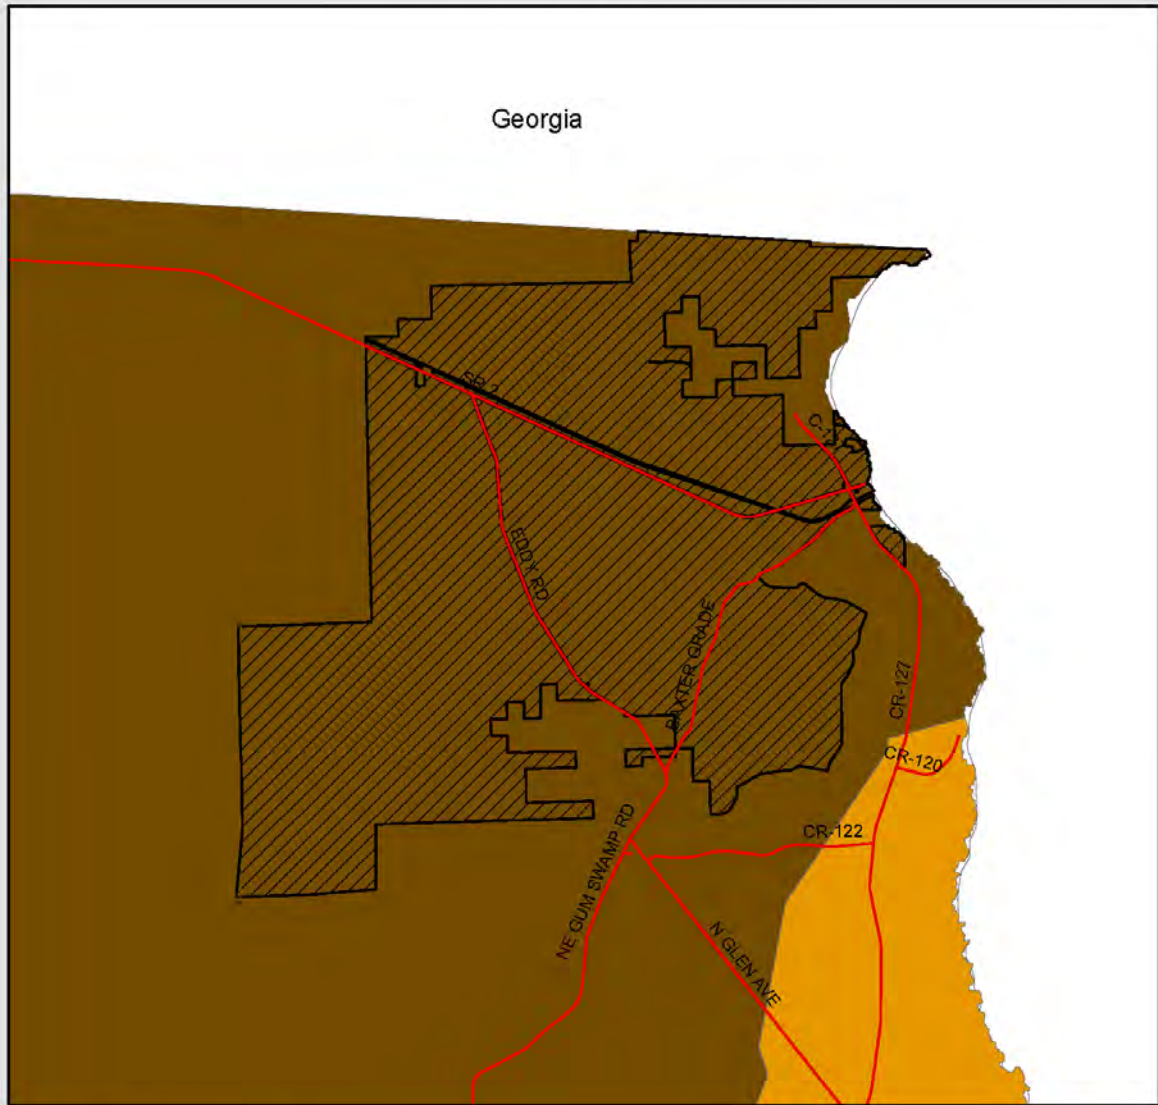 Georgia
SR 2
C-1
EDDY RD
BAXTER GRADE
CR-127
CR-120
CR-122
NE GUM SWAMP RD
N GLEN AVE